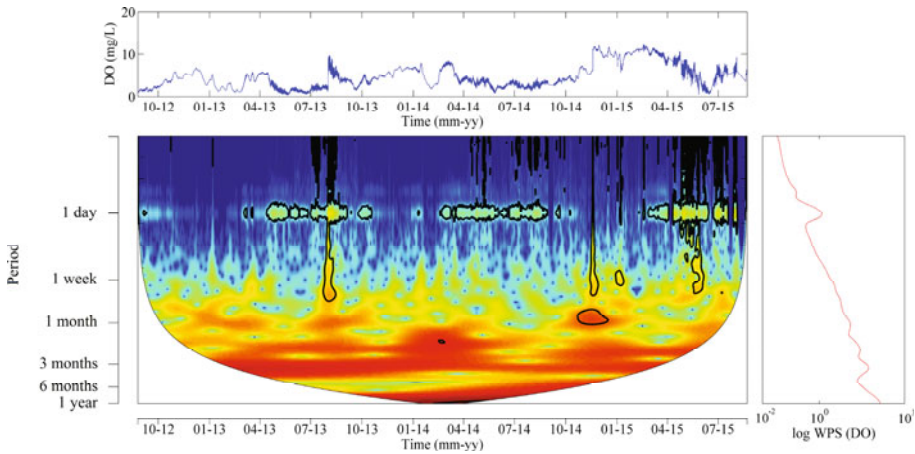 20
10
0
DO (mg/L)
10-12 01-13 04-13 07-13 10-13 01-14 04-14 07-14 10-14 01-15 04-15 07-15
Time (mm-yy)
Period
1 day
1 week
1 month
3 months
6 months
1 year
10-12 01-13 04-13 07-13 10-13 01-14 04-14 07-14 10-14 01-15 04-15 07-15
Time (mm-yy)
10-2 100 101
log WPS (DO)